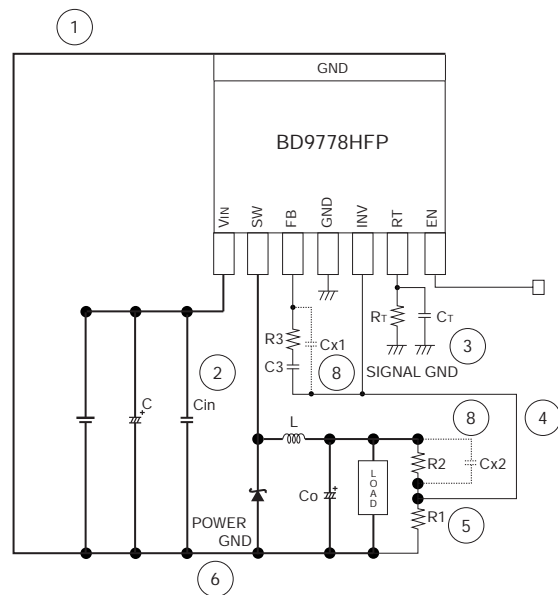 1
GND
BD9778HFP
VIN
SW
FB
GND
INV
RT
EN
R3
Cx1
C3
8
RT
CT
3
SIGNAL GND
C
+
2
Cin
L
8
4
R2
Cx2
Co
+
LOAD
R1
5
POWER
GND
6